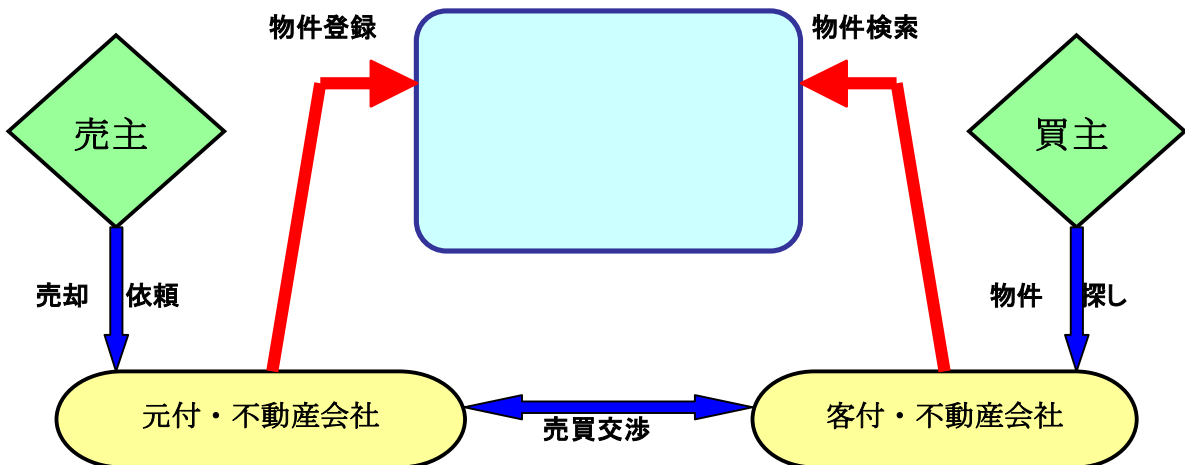 物件登録
物件検索
売主
買主
売却 依頼
物件 探し
元付・不動産会社
客付・不動産会社
売買交渉